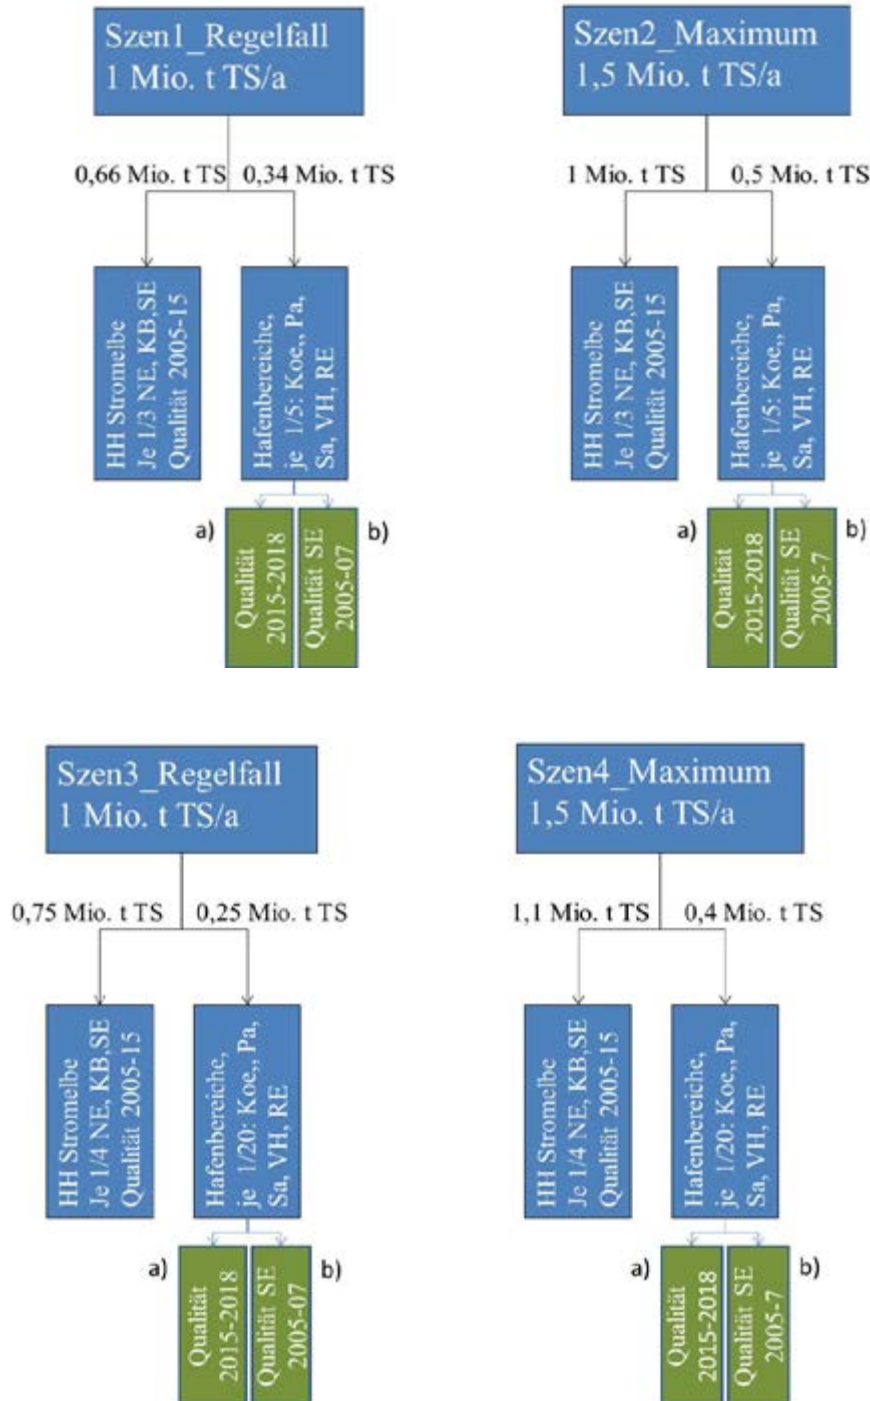 Szen1_Regelfall
1 Mio. t TS/a
0,66 Mio. t TS
0,34 Mio. t TS
HH Stromelbe
Je 1/3 NE, KB,SE
Qualität 2005-15
Hafenbereiche,
je 1/5: Koe,, Pa,
Sa, VH, RE
a)
Qualität
2015-2018
Qualität SE
2005-07
b)
Szen2_Maximum
1,5 Mio. t TS/a
1 Mio. t TS
0,5 Mio. t TS
HH Stromelbe
Je 1/3 NE, KB,SE
Qualität 2005-15
Hafenbereiche,
je 1/5: Koe,, Pa,
Sa, VH, RE
a)
Qualität
2015-2018
Qualität SE
2005-7
b)
Szen3_Regelfall
1 Mio. t TS/a
0,75 Mio. t TS
0,25 Mio. t TS
HH Stromelbe
Je 1/4 NE, KB,SE
Qualität 2005-15
Hafenbereiche,
je 1/20: Koe,, Pa,
Sa, VH, RE
a)
Qualität
2015-2018
Qualität SE
2005-07
b)
Szen4_Maximum
1,5 Mio. t TS/a
1,1 Mio. t TS
0,4 Mio. t TS
HH Stromelbe
Je 1/4 NE, KB,SE
Qualität 2005-15
Hafenbereiche,
je 1/20: Koe,, Pa,
Sa, VH, RE
a)
Qualität
2015-2018
Qualität SE
2005-7
b)